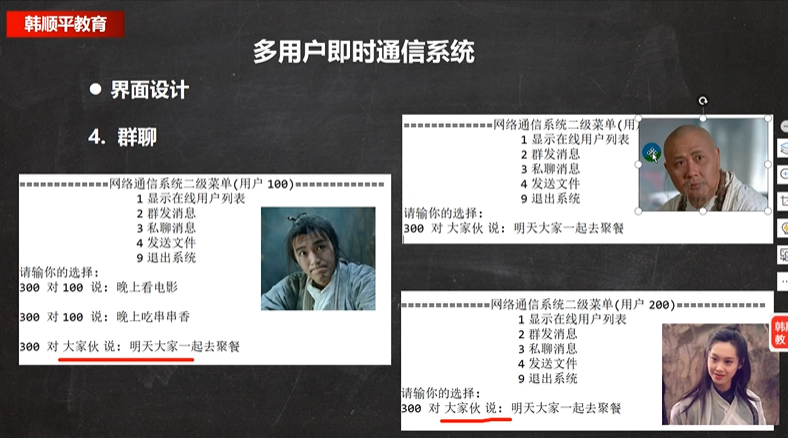 韩顺平教育
多用户即时通信系统
● 界面设计
4. 群聊
=============网络通信系统二级菜单(用户 100)=============
1 显示在线用户列表
2 群发消息
3 私聊消息
4 发送文件
9 退出系统
请输你的选择:
300 对 100 说: 晚上看电影
300 对 100 说: 晚上吃串串香
300 对 大家伙 说: 明天大家一起去聚餐
=============网络通信系统二级菜单(用
1 显示在线用户列表
2 群发消息
3 私聊消息
4 发送文件
9 退出系统
请输你的选择:
300 对 大家伙 说: 明天大家一起去聚餐
=============网络通信系统二级菜单(用户 200)=============
1 显示在线用户列表
2 群发消息
3 私聊消息
4 发送文件
9 退出系统
请输你的选择:
300 对 大家伙 说: 明天大家一起去聚餐
韩顺
教